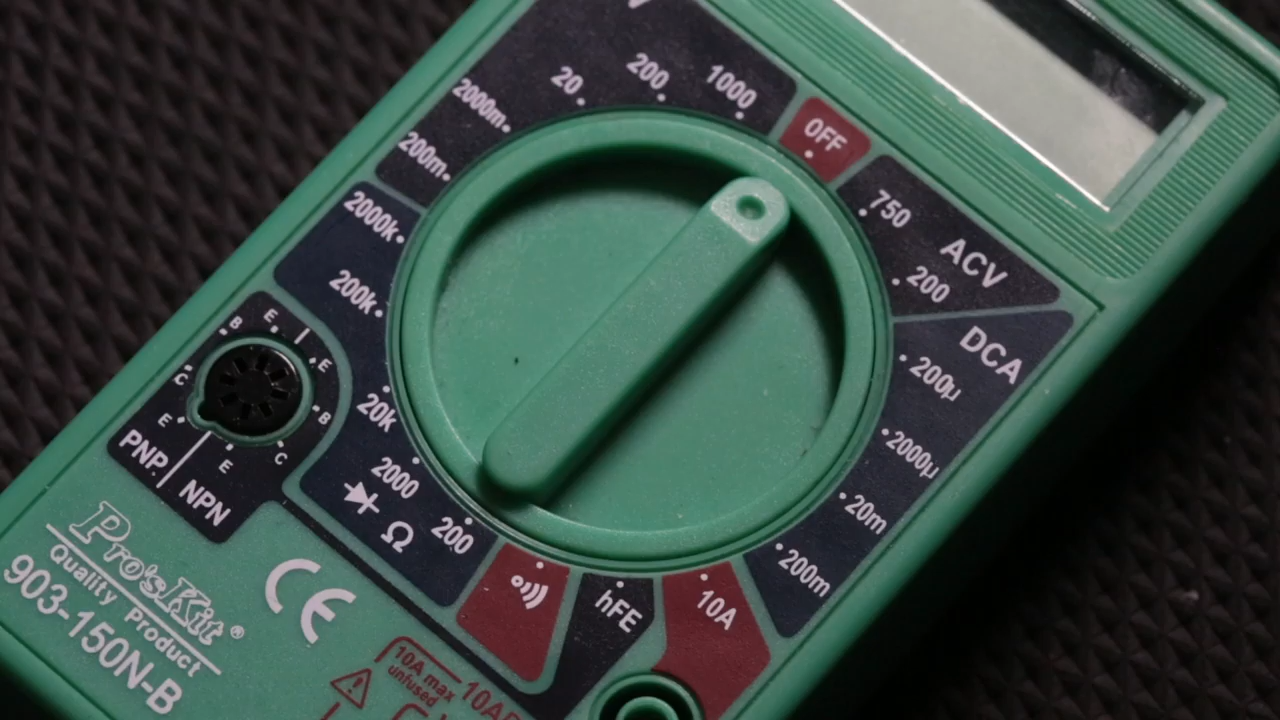 200m
2000m
20
200
1000
OFF
750
200
ACV
DCA
200µ
2000µ
20m
200m
10A
hFE
200
Ω
2000
20k
200k
2000k
E
B
C
E
E
B
C
E
PNP
NPN
Pro'sKit®
Quality Product
903-150N-B
CE
10A max
unfused